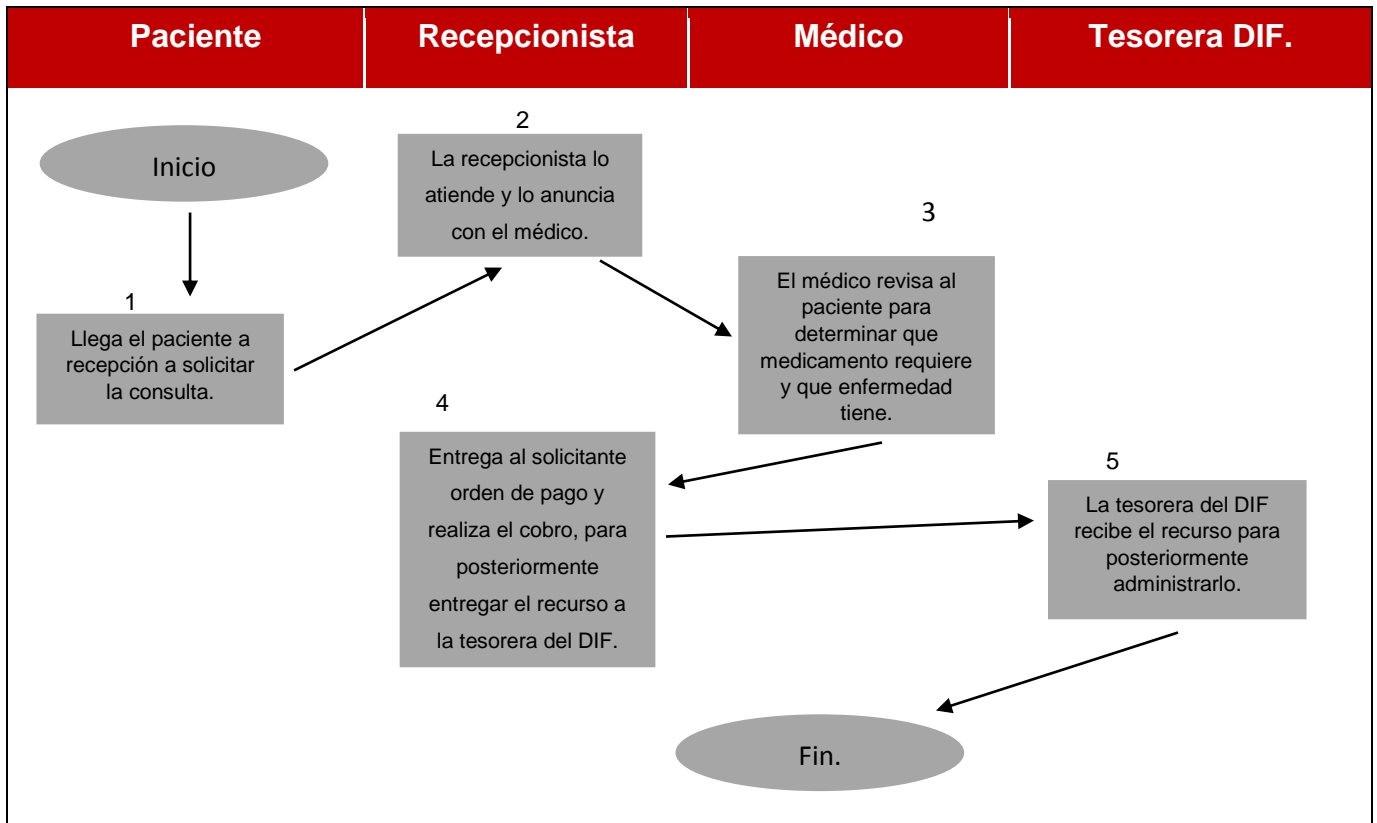 Paciente
Recepcionista
Médico
Tesorera DIF.
Inicio
1
Llega el paciente a
recepción a solicitar
la consulta.
2
La recepcionista lo
atiende y lo anuncia
con el médico.
3
El médico revisa al
paciente para
determinar que
medicamento requiere
y que enfermedad
tiene.
4
Entrega al solicitante
orden de pago y
realiza el cobro, para
posteriormente
entregar el recurso a
la tesorera del DIF.
5
La tesorera del DIF
recibe el recurso para
posteriormente
administrarlo.
Fin.